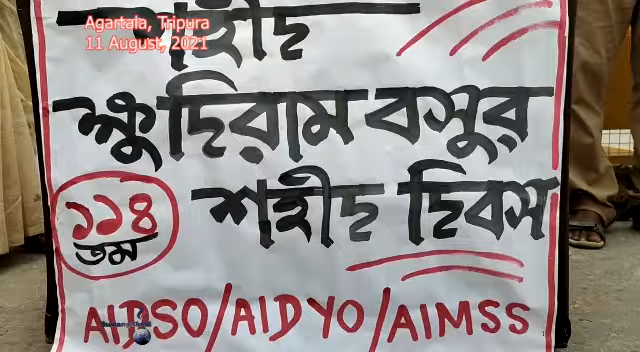 Agartala, Tripura
11 August, 2021
শহীদ
ক্ষুদিরাম বসুর
১১৪
তম
শহীদ দিবস
AIDSO/AIDYO/AIMSS